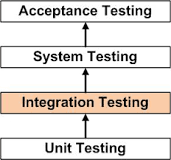 Acceptance Testing
System Testing
Integration Testing
Unit Testing